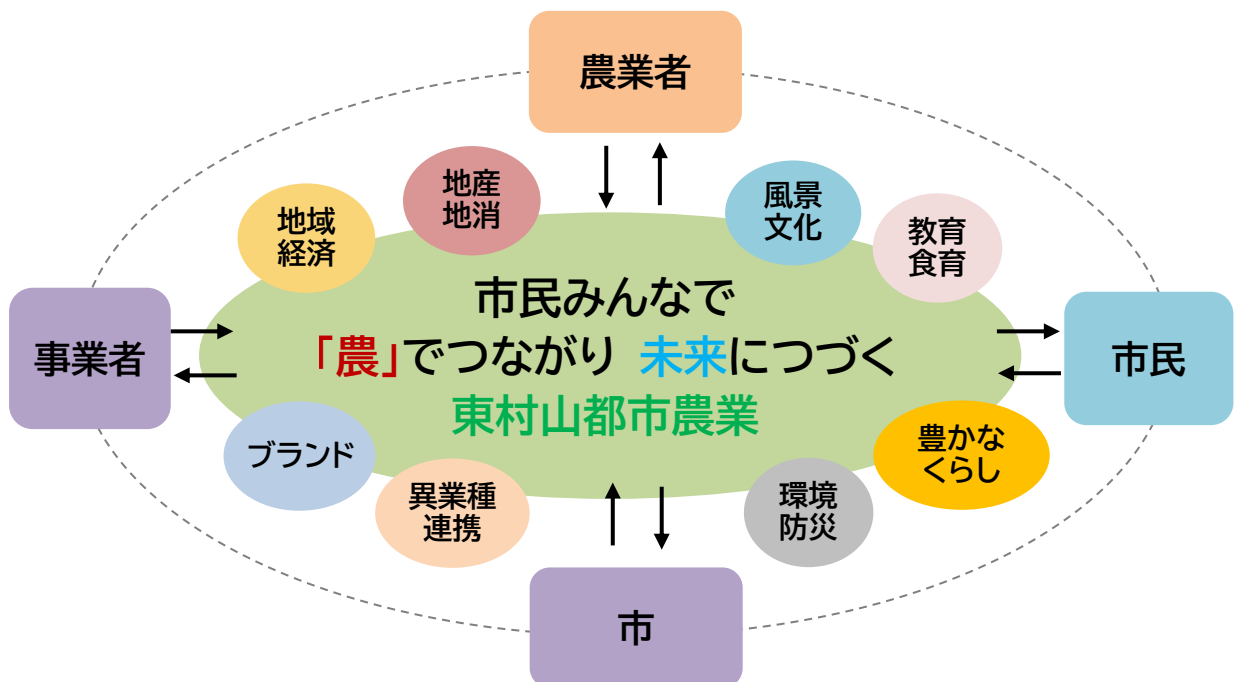 農業者
地産
地消
風景
文化
地域
経済
教育
食育
市民みんなで
「農」でつながり 未来につづく
東村山都市農業
事業者
市民
ブランド
豊かな
くらし
異業種
連携
環境
防災
市